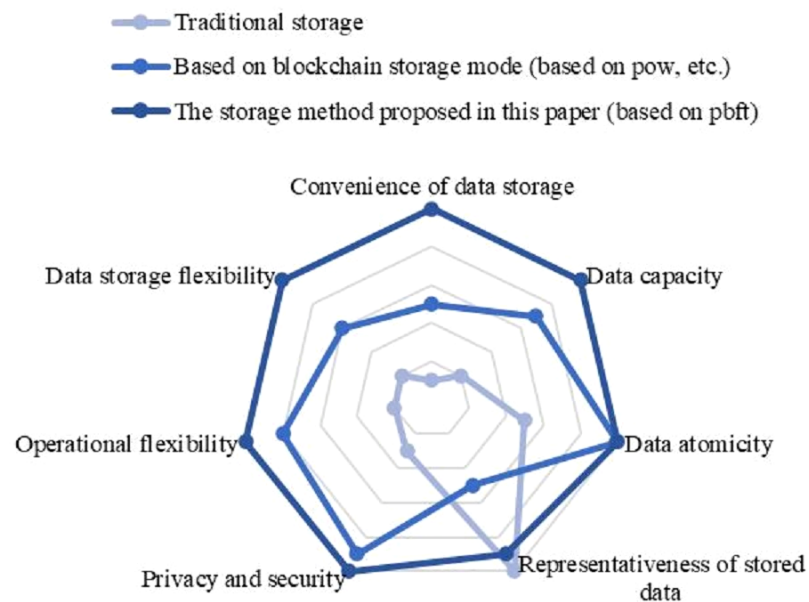 Traditional storage
Based on blockchain storage mode (based on pow, etc.)
The storage method proposed in this paper (based on pbft)
Convenience of data storage
Data storage flexibility
Data capacity
Operational flexibility
Data atomicity
Privacy and security
Representativeness of stored
data